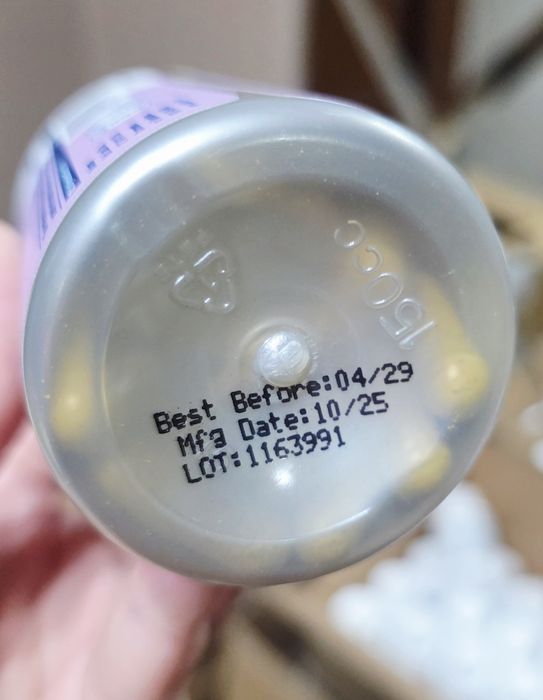 150cc
Best Before:04/29
Mfg Date:10/25
LOT:1163991